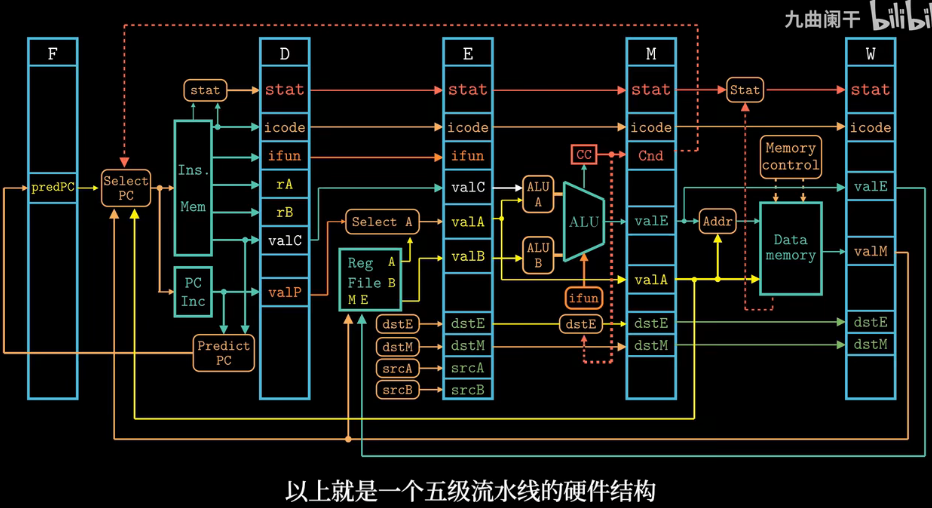 九曲阑干 bilibili
F
D
E
M
W
stat
stat
stat
stat
Stat
stat
icode
icode
icode
icode
ifun
ifun
CC
Cnd
Memory
control
predPC
Select
PC
Ins.
Mem
rA
rB
valC
valC
ALU
A
ALU
valE
Addr
valE
Select A
valA
valB
ALU
B
Data
memory
valM
Reg
File
A
B
M E
PC
Inc
valP
valA
ifun
Predict
PC
dstE
dstE
dstE
dstE
dstE
dstM
dstM
dstM
dstM
srcA
srcA
srcB
srcB
以上就是一个五级流水线的硬件结构